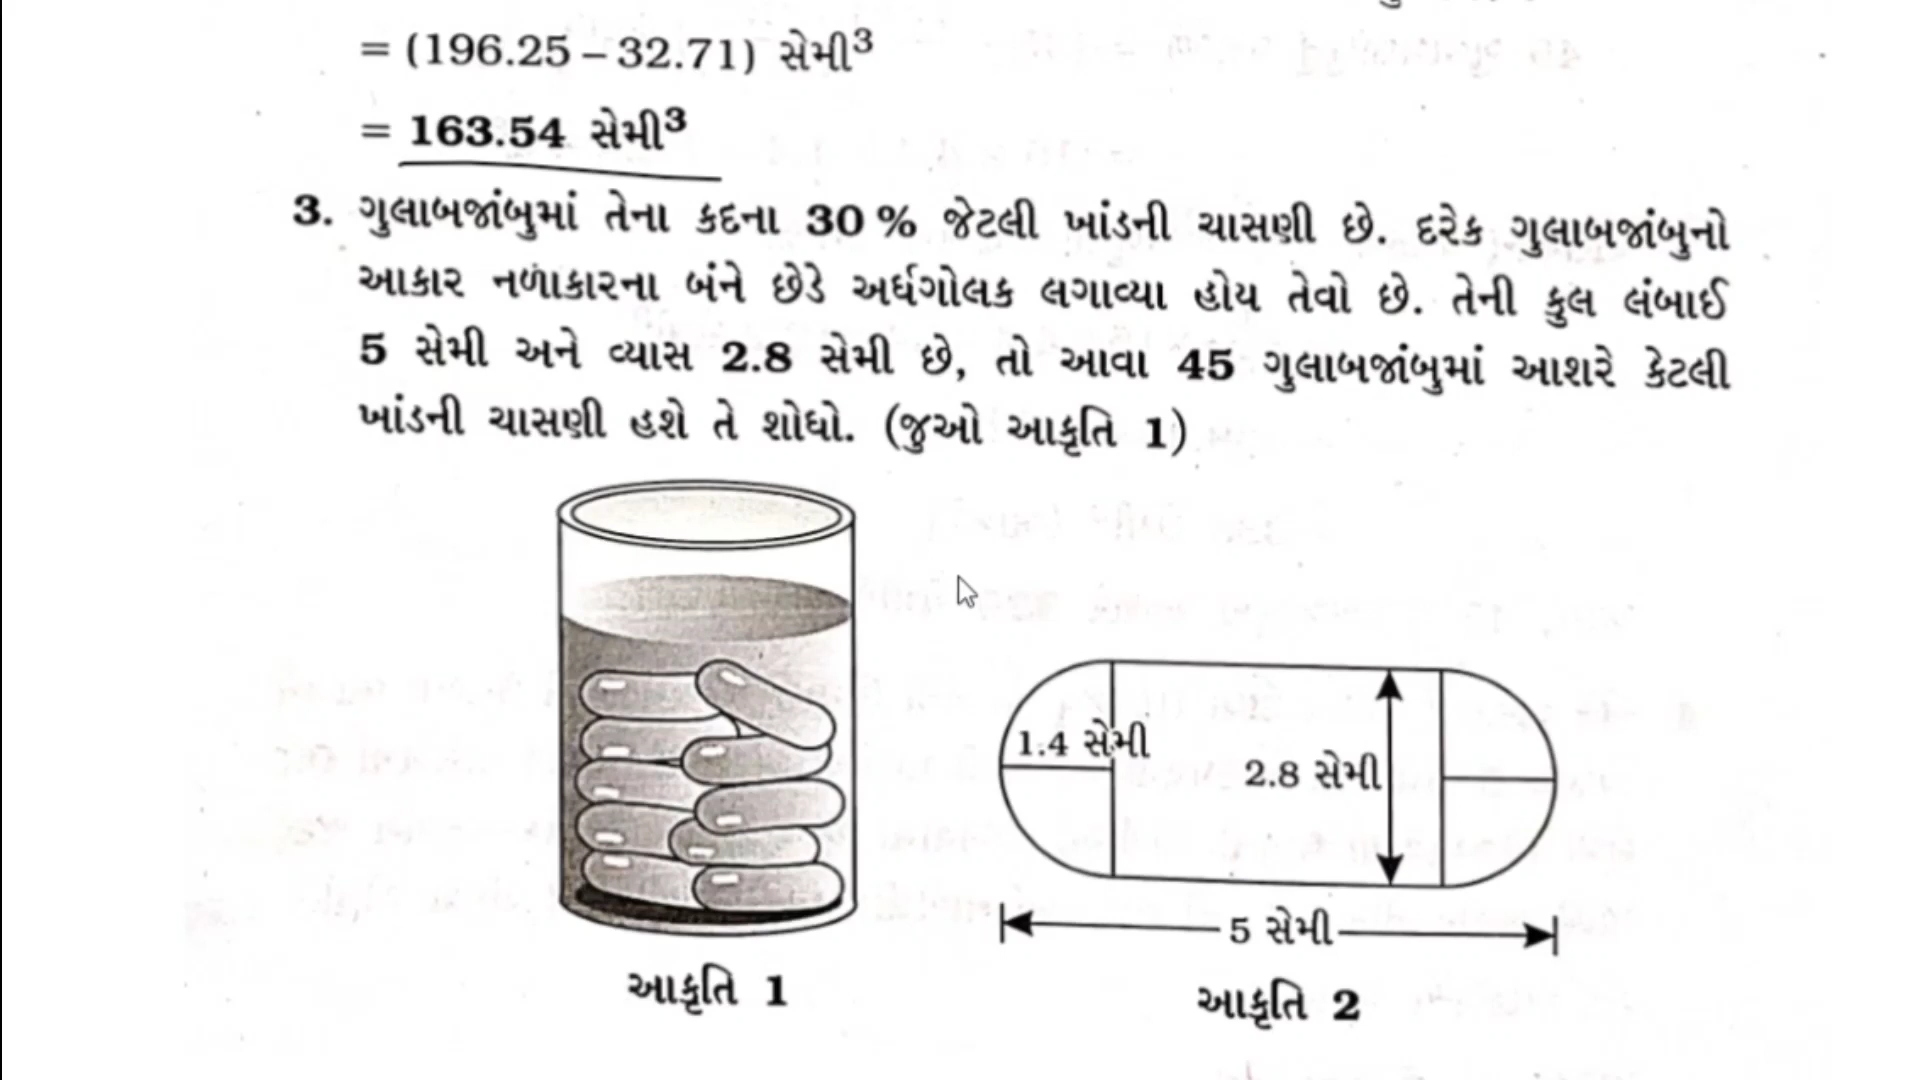 = (196.25 – 32.71) સેમી³
= 163.54 સેમી³
3. ગુલાબજાંબુમાં તેના કદના 30 % જેટલી ખાંડની ચાસણી છે. દરેક ગુલાબજાંબુનો
આકાર નળાકારના બંને છેડે અર્ધગોલક લગાવ્યા હોય તેવો છે. તેની કુલ લંબાઈ
5 સેમી અને વ્યાસ 2.8 સેમી છે, તો આવા 45 ગુલાબજાંબુમાં આશરે કેટલી
ખાંડની ચાસણી હશે તે શોધો. (જુઓ આકૃતિ 1)
1.4 સેમી
2.8 સેમી
5 સેમી
આકૃતિ 1
આકૃતિ 2